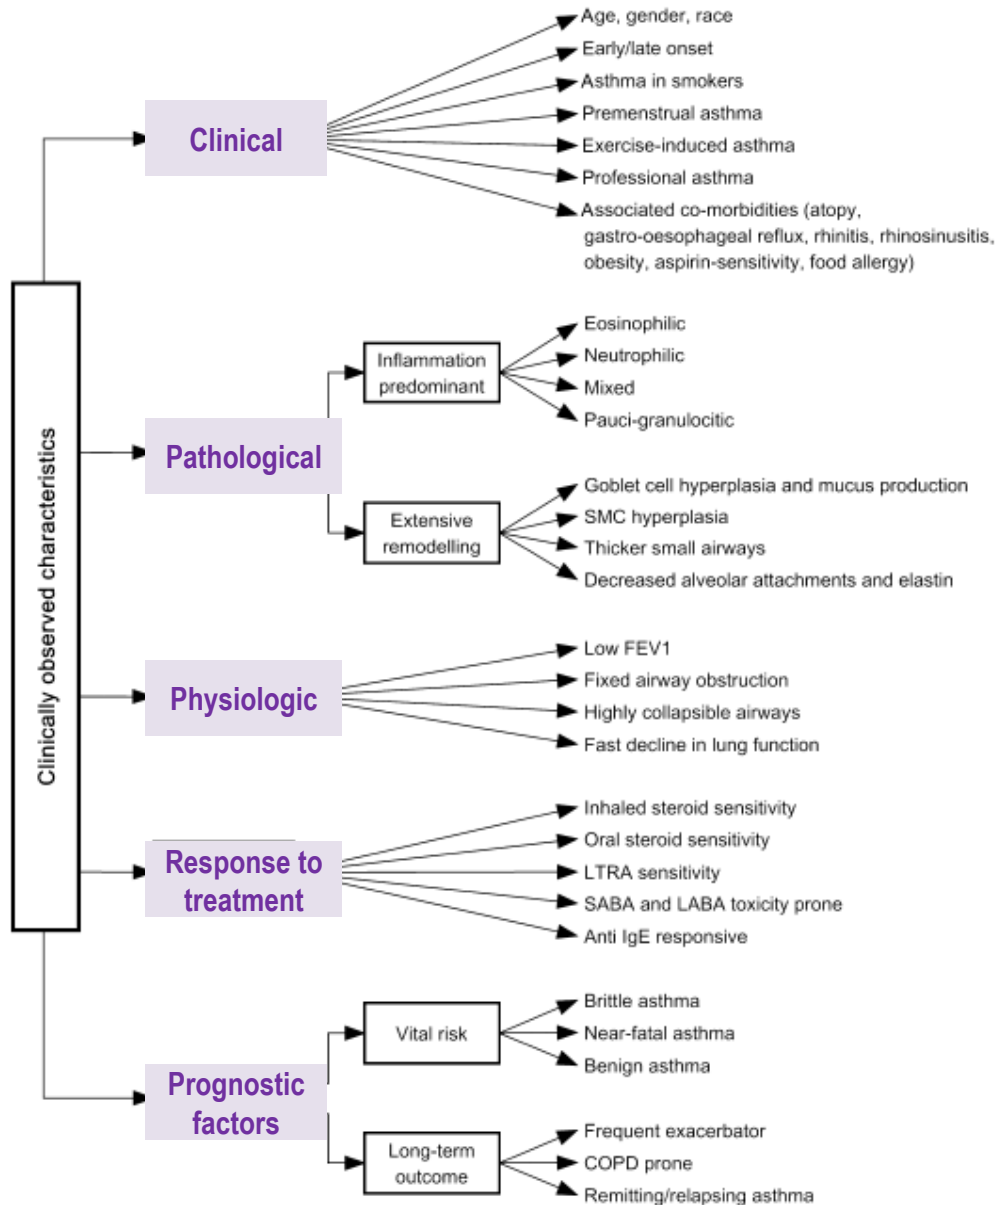 Clinically observed characteristics
Clinical
Age, gender, race
Early/late onset
Asthma in smokers
Premenstrual asthma
Exercise-induced asthma
Professional asthma
Associated co-morbidities (atopy,
gastro-oesophageal reflux, rhinitis, rhinosinusitis,
obesity, aspirin-sensitivity, food allergy)
Pathological
Inflammation
predominant
Eosinophilic
Neutrophilic
Mixed
Pauci-granulocitic
Extensive
remodelling
Goblet cell hyperplasia and mucus production
SMC hyperplasia
Thicker small airways
Decreased alveolar attachments and elastin
Physiologic
Low FEV1
Fixed airway obstruction
Highly collapsible airways
Fast decline in lung function
Response to
treatment
Inhaled steroid sensitivity
Oral steroid sensitivity
LTRA sensitivity
SABA and LABA toxicity prone
Anti IgE responsive
Prognostic
factors
Vital risk
Brittle asthma
Near-fatal asthma
Benign asthma
Long-term
outcome
Frequent exacerbator
COPD prone
Remitting/relapsing asthma